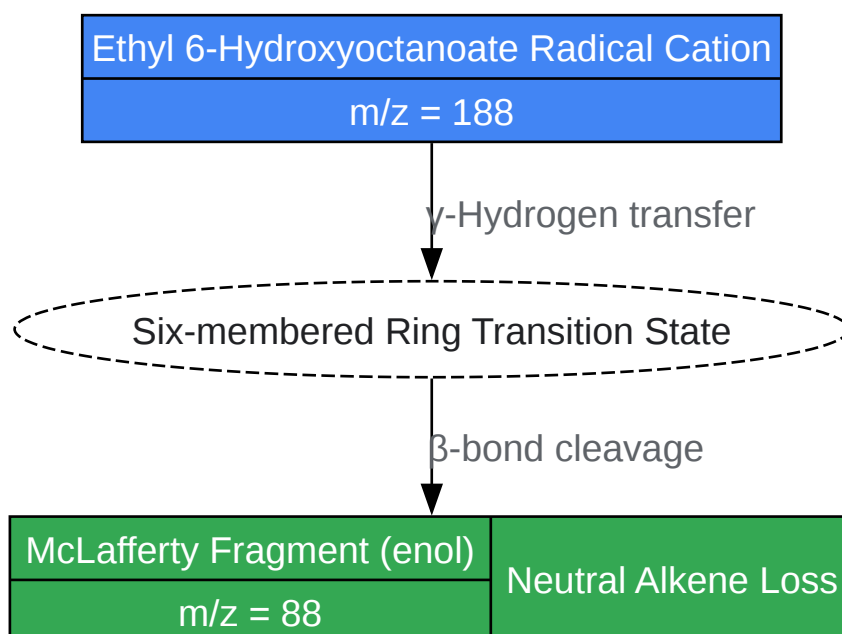 Ethyl 6-Hydroxyoctanoate Radical Cation
m/z = 188
γ-Hydrogen transfer
Six-membered Ring Transition State
β-bond cleavage
McLafferty Fragment (enol)
Neutral Alkene Loss
m/z = 88